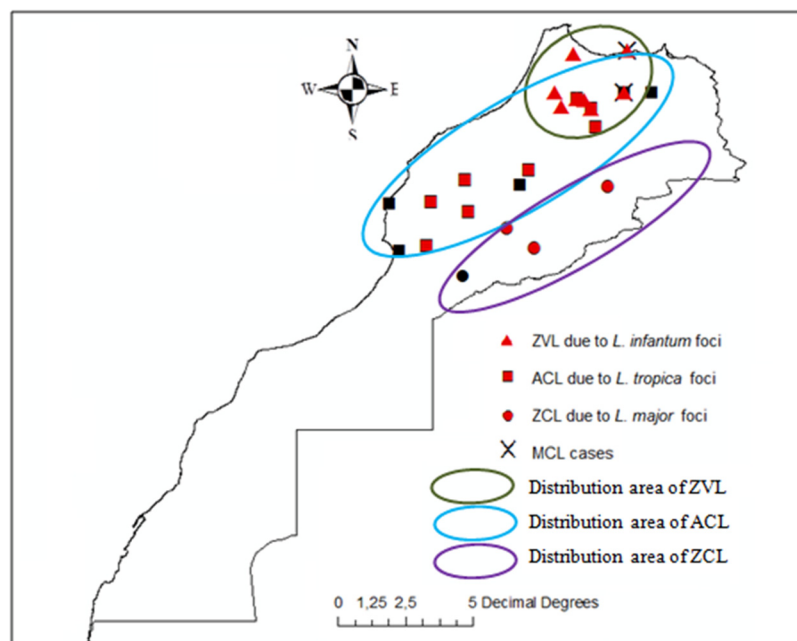 N
W E
S
ZVL due to L. infantum foci
ACL due to L. tropica foci
ZCL due to L. major foci
MCL cases
Distribution area of ZVL
Distribution area of ACL
Distribution area of ZCL
0 1,25 2,5 5 Decimal Degrees